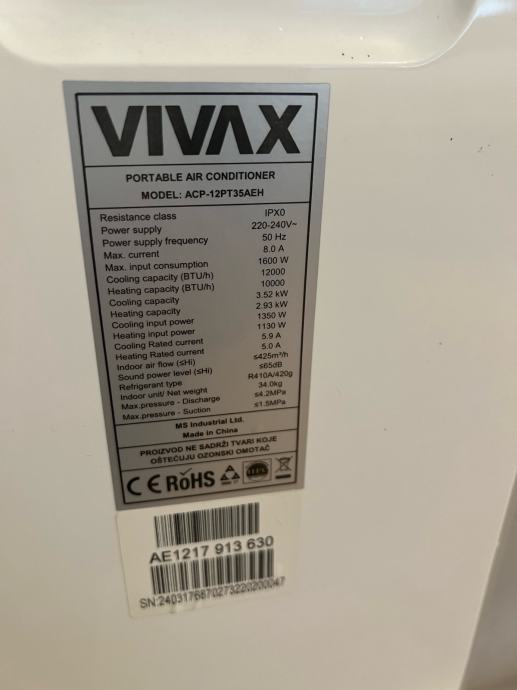 VIVAX
PORTABLE AIR CONDITIONER
MODEL: ACP-12PT35AEH
Resistance class IPX0
Power supply 220-240V~
Power supply frequency 50 Hz
Max. current 8.0 A
Max. input consumption 1600 W
Cooling capacity (BTU/h) 12000
Heating capacity (BTU/h) 10000
Cooling capacity 3.52 kW
Heating capacity 2.93 kW
Cooling input power 1350 W
Heating input power 1130 W
Cooling Rated current 5.9 A
Heating Rated current 5.0 A
Indoor air flow (≤Hi) ≤425m³/h
Sound power level (≤Hi) ≤65dB
Refrigerant type R410A/420g
Indoor unit/ Net weight 34.0kg
Max.pressure - Discharge ≤4.2MPa
Max.pressure - Suction ≤1.5MPa
MS Industrial Ltd.
Made in China
PROIZVOD NE SADRŽI TVARI KOJE
OŠTEĆUJU OZONSKI OMOTAČ
CE RoHS
AE1217 913 630
SN:2403176870273220200047